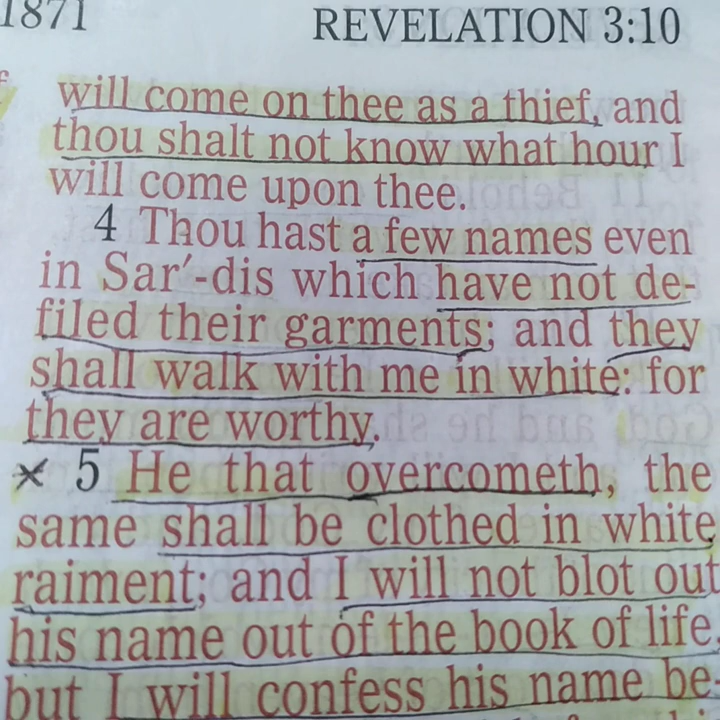 1871 REVELATION 3:10
will come on thee as a thief, and
thou shalt not know what hour I
will come upon thee.
4 Thou hast a few names even
in Sar′-dis which have not de-
filed their garments; and they
shall walk with me in white: for
they are worthy.
× 5 He that overcometh, the
same shall be clothed in white
raiment; and I will not blot out
his name out of the book of life,
but I will confess his name be-